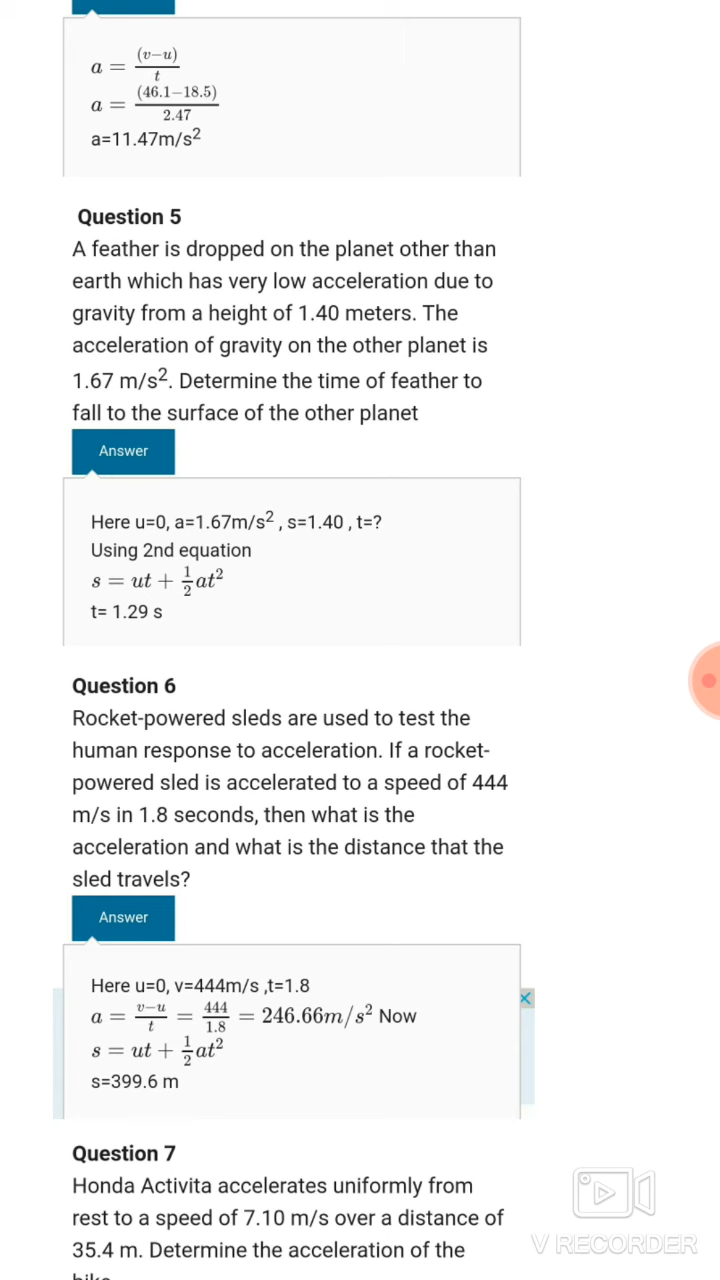 a = (v−u)/t
a = (46.1−18.5)/2.47
a=11.47m/s²
Question 5
A feather is dropped on the planet other than
earth which has very low acceleration due to
gravity from a height of 1.40 meters. The
acceleration of gravity on the other planet is
1.67 m/s². Determine the time of feather to
fall to the surface of the other planet
Answer
Here u=0, a=1.67m/s² , s=1.40 , t=?
Using 2nd equation
s = ut + ½at²
t= 1.29 s
Question 6
Rocket-powered sleds are used to test the
human response to acceleration. If a rocket-
powered sled is accelerated to a speed of 444
m/s in 1.8 seconds, then what is the
acceleration and what is the distance that the
sled travels?
Answer
Here u=0, v=444m/s ,t=1.8
a = (v−u)/t = 444/1.8 = 246.66m/s² Now
s = ut + ½at²
s=399.6 m
Question 7
Honda Activita accelerates uniformly from
rest to a speed of 7.10 m/s over a distance of
35.4 m. Determine the acceleration of the
V RECORDER